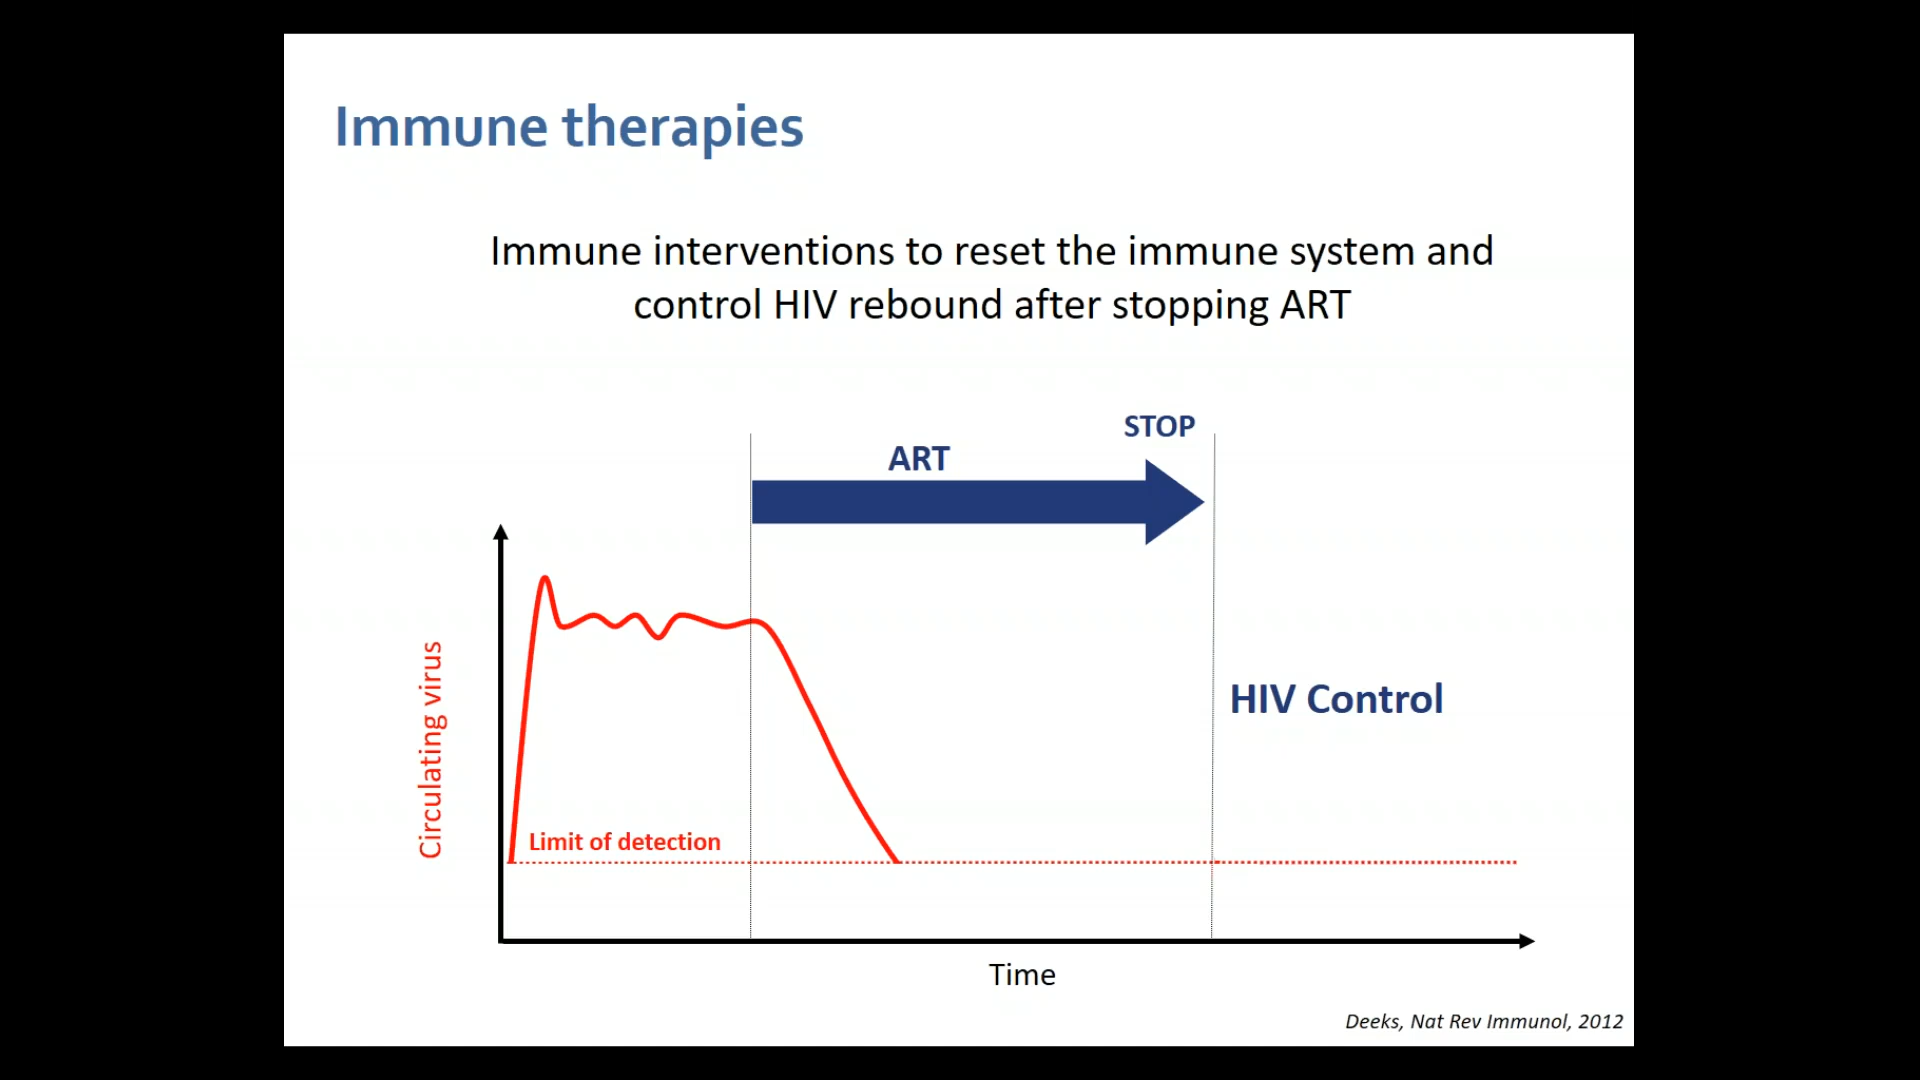 Immune therapies
Immune interventions to reset the immune system and
control HIV rebound after stopping ART
STOP
ART
Circulating virus
HIV Control
Limit of detection
Time
Deeks, Nat Rev Immunol, 2012